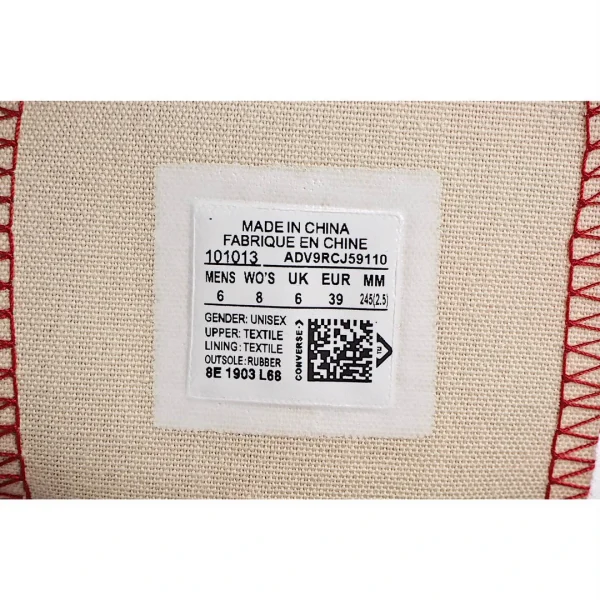 MADE IN CHINA
FABRIQUE EN CHINE
101013 ADV9RCJ59110
MENS WO'S UK EUR MM
6 8 6 39 245(2.5)
GENDER: UNISEX
UPPER: TEXTILE
LINING: TEXTILE
OUTSOLE: RUBBER
8E 1903 L68
CONVERSE